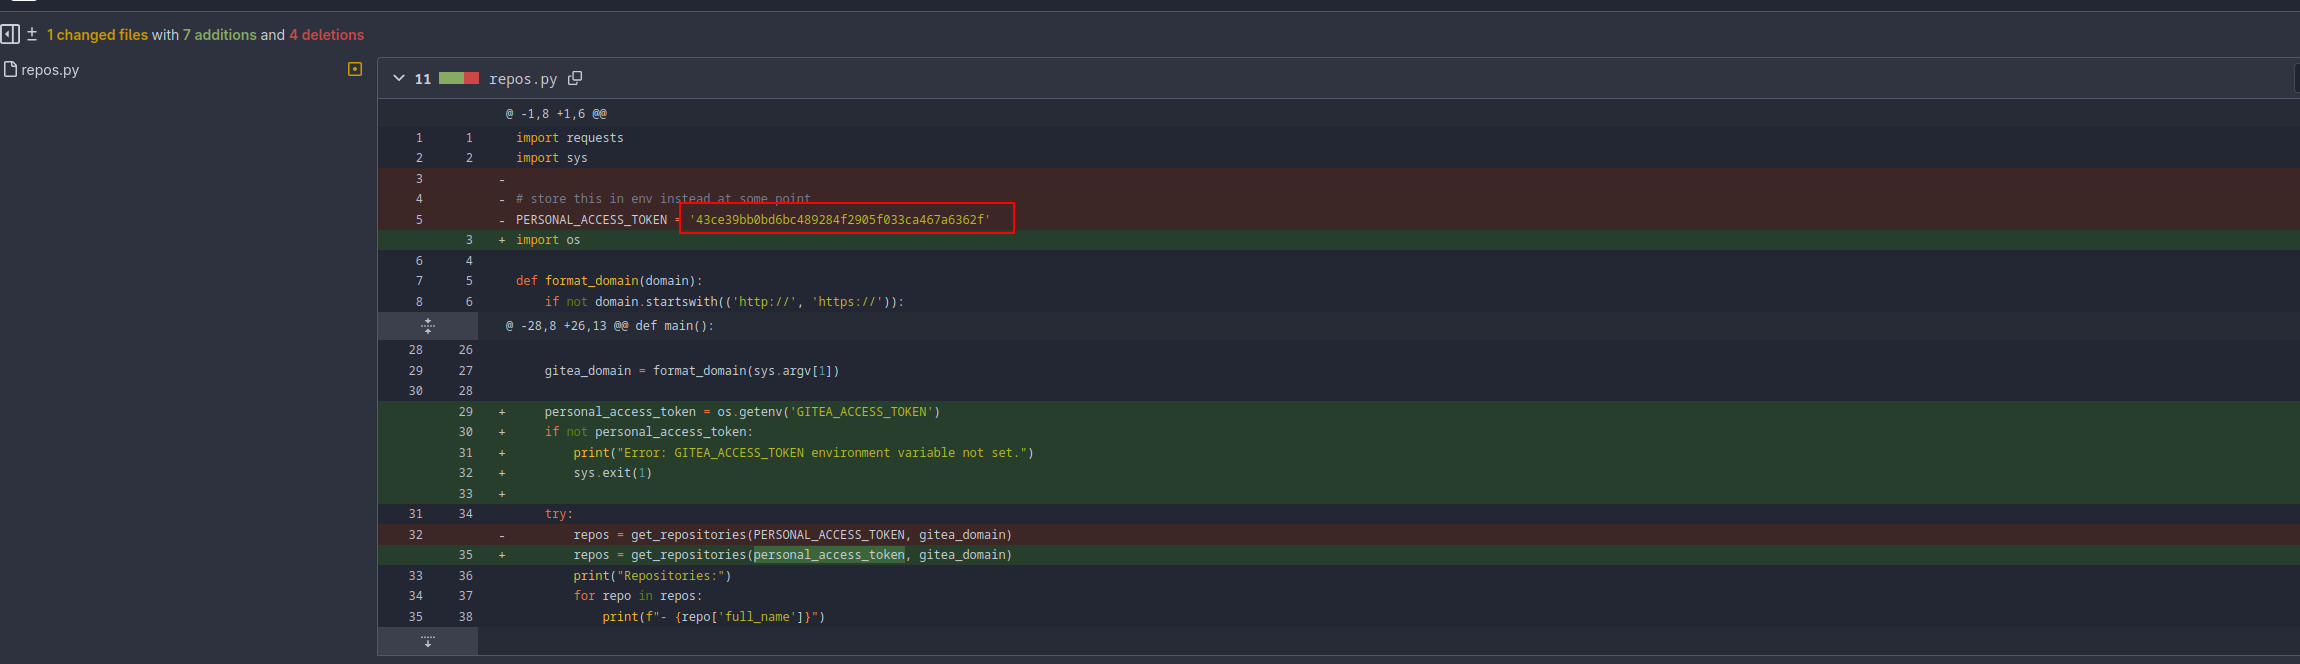 1 changed files with 7 additions and 4 deletions
repos.py
11 repos.py
@ -1,8 +1,6 @@
1 1 import requests
2 2 import sys
3 -
4 - # store this in env instead at some point
5 - PERSONAL_ACCESS_TOKEN = '43ce39bb0bd6bc489284f2905f033ca467a6362f'
3 + import os
6 4
7 5 def format_domain(domain):
8 6 if not domain.startswith(('http://', 'https://')):
@ -28,8 +26,13 @@ def main():
28 26
29 27 gitea_domain = format_domain(sys.argv[1])
30 28
29 + personal_access_token = os.getenv('GITEA_ACCESS_TOKEN')
30 + if not personal_access_token:
31 + print("Error: GITEA_ACCESS_TOKEN environment variable not set.")
32 + sys.exit(1)
33 +
31 34 try:
32 - repos = get_repositories(PERSONAL_ACCESS_TOKEN, gitea_domain)
35 + repos = get_repositories(personal_access_token, gitea_domain)
33 36 print("Repositories:")
34 37 for repo in repos:
35 38 print(f"- {repo['full_name']}")